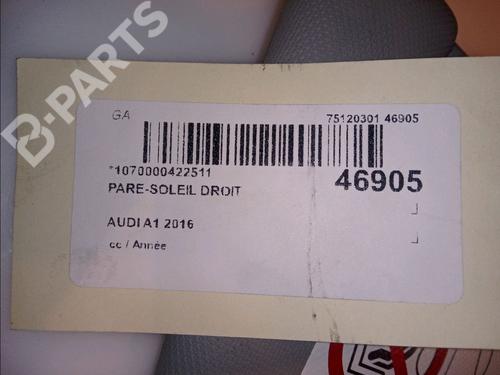 B-PARTS
GA
75120301 46905
*1070000422511
46905
PARE-SOLEIL DROIT
AUDI A1 2016
cc / Année